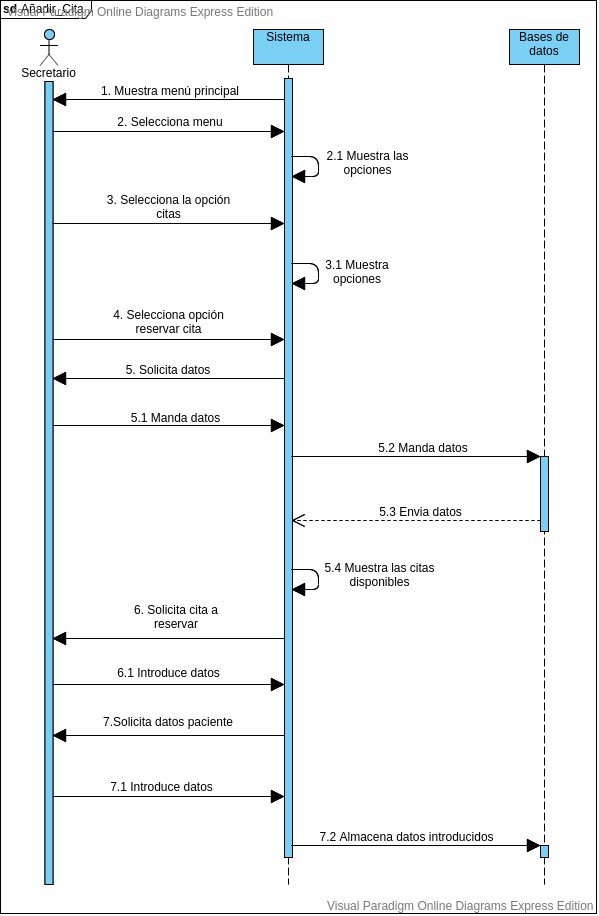 sd Añadir_Cita
Visual Paradigm Online Diagrams Express Edition
Secretario
Sistema
Bases de
datos
1. Muestra menú principal
2. Selecciona menu
2.1 Muestra las
opciones
3. Selecciona la opción
citas
3.1 Muestra
opciones
4. Selecciona opción
reservar cita
5. Solicita datos
5.1 Manda datos
5.2 Manda datos
5.3 Envia datos
5.4 Muestra las citas
disponibles
6. Solicita cita a
reservar
6.1 Introduce datos
7.Solicita datos paciente
7.1 Introduce datos
7.2 Almacena datos introducidos
Visual Paradigm Online Diagrams Express Edition